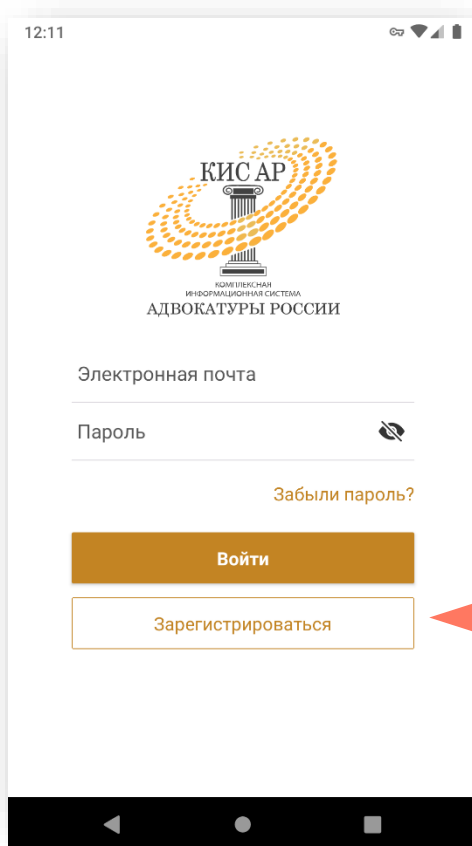 12:11
КИС АР
КОМПЛЕКСНАЯ
ИНФОРМАЦИОННАЯ СИСТЕМА
АДВОКАТУРЫ РОССИИ
Электронная почта
Пароль
Забыли пароль?
Войти
Зарегистрироваться